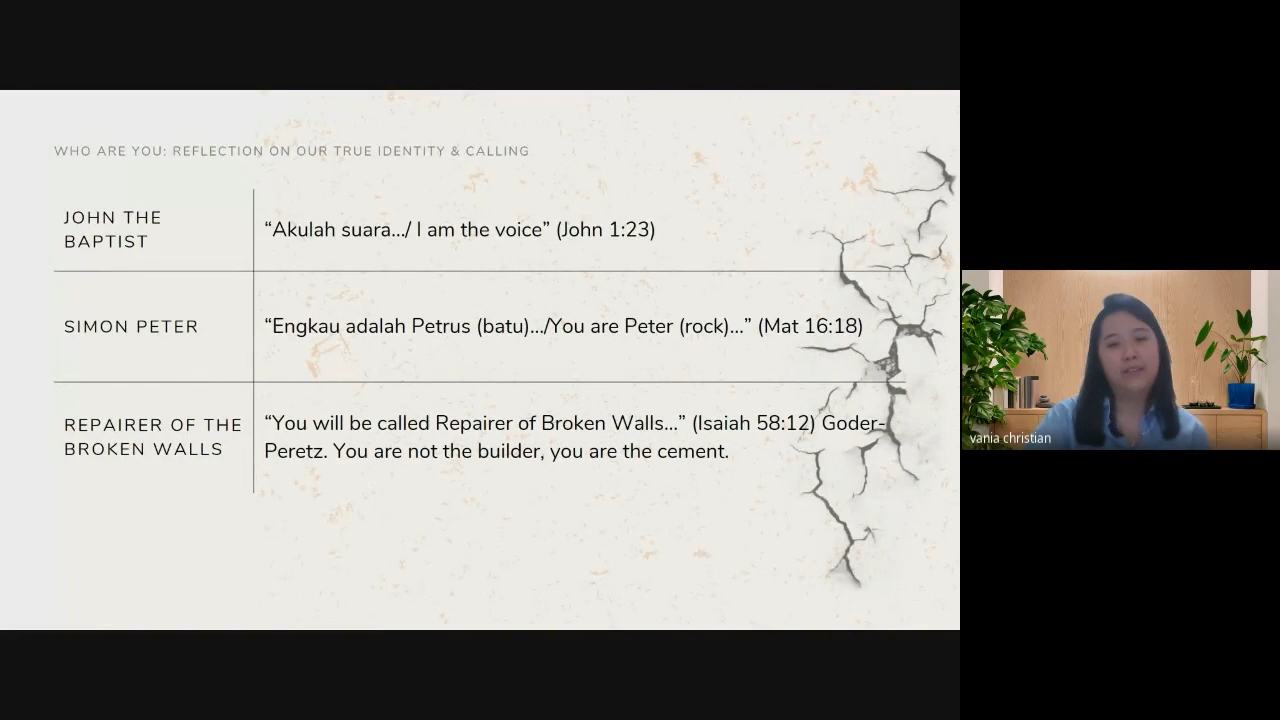 WHO ARE YOU: REFLECTION ON OUR TRUE IDENTITY & CALLING
JOHN THE
BAPTIST
“Akulah suara.../ I am the voice” (John 1:23)
SIMON PETER
“Engkau adalah Petrus (batu).../You are Peter (rock)...” (Mat 16:18)
REPAIRER OF THE
BROKEN WALLS
“You will be called Repairer of Broken Walls...” (Isaiah 58:12) Goder-
Peretz. You are not the builder, you are the cement.
vania christian